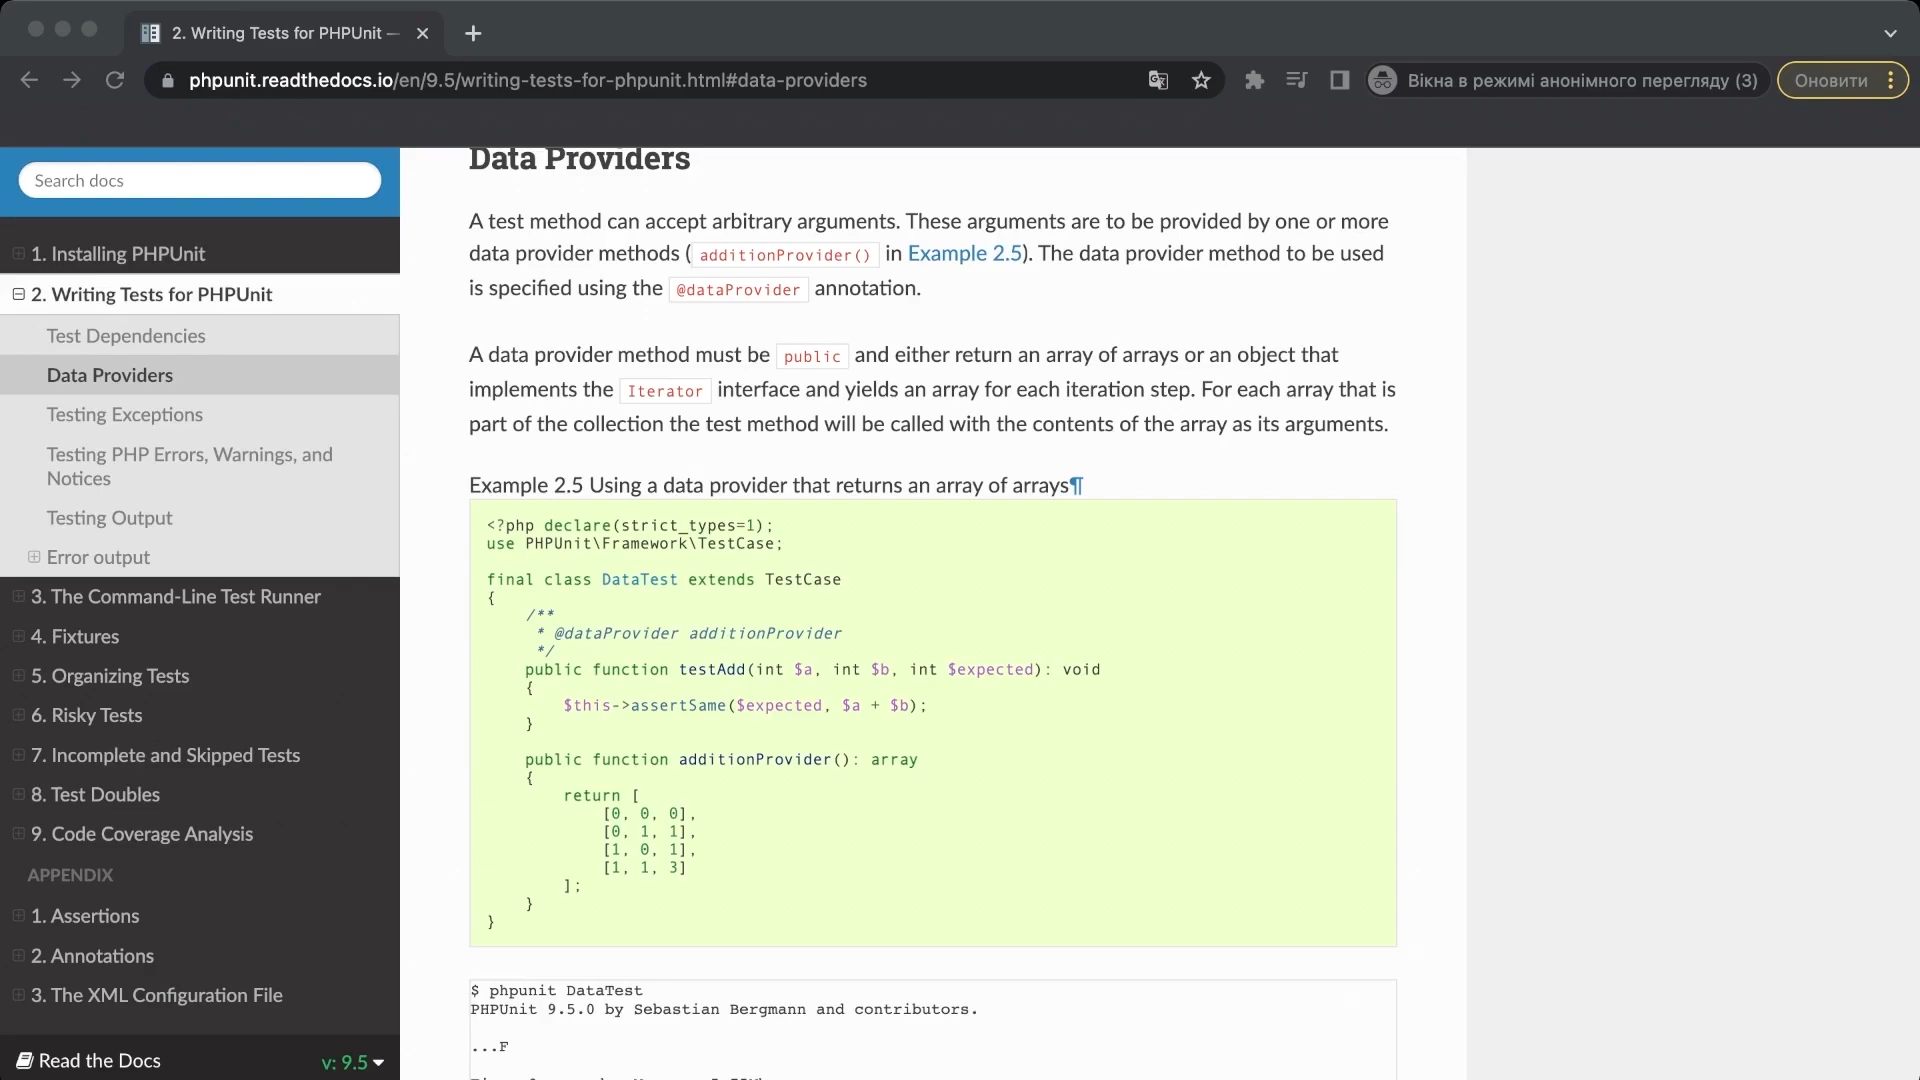 2. Writing Tests for PHPUnit —
phpunit.readthedocs.io/en/9.5/writing-tests-for-phpunit.html#data-providers
Вікна в режимі анонімного перегляду (3)
Оновити
Search docs
1. Installing PHPUnit
2. Writing Tests for PHPUnit
Test Dependencies
Data Providers
Testing Exceptions
Testing PHP Errors, Warnings, and
Notices
Testing Output
Error output
3. The Command-Line Test Runner
4. Fixtures
5. Organizing Tests
6. Risky Tests
7. Incomplete and Skipped Tests
8. Test Doubles
9. Code Coverage Analysis
APPENDIX
1. Assertions
2. Annotations
3. The XML Configuration File
Read the Docs
v: 9.5
Data Providers
A test method can accept arbitrary arguments. These arguments are to be provided by one or more
data provider methods ( additionProvider() in Example 2.5). The data provider method to be used
is specified using the @dataProvider annotation.
A data provider method must be public and either return an array of arrays or an object that
implements the Iterator interface and yields an array for each iteration step. For each array that is
part of the collection the test method will be called with the contents of the array as its arguments.
Example 2.5 Using a data provider that returns an array of arrays¶
<?php declare(strict_types=1);
use PHPUnit\Framework\TestCase;
final class DataTest extends TestCase
{
/**
* @dataProvider additionProvider
*/
public function testAdd(int $a, int $b, int $expected): void
{
$this->assertSame($expected, $a + $b);
}
public function additionProvider(): array
{
return [
[0, 0, 0],
[0, 1, 1],
[1, 0, 1],
[1, 1, 3]
];
}
}
$ phpunit DataTest
PHPUnit 9.5.0 by Sebastian Bergmann and contributors.
...F